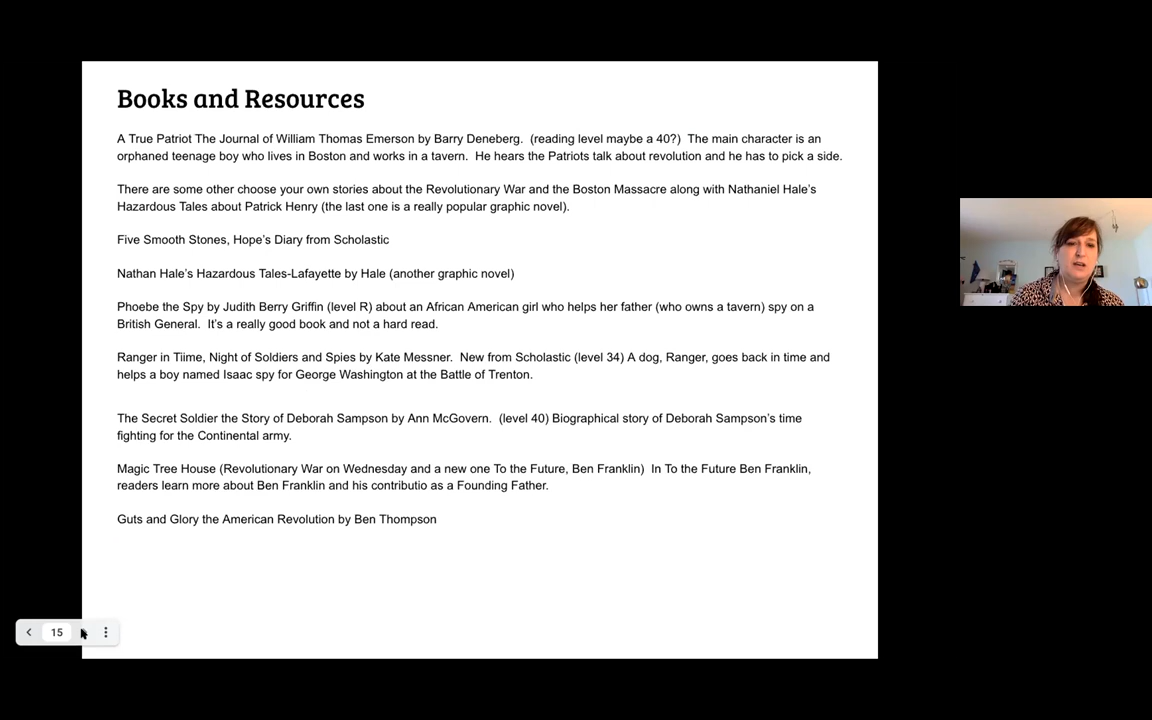 Books and Resources
A True Patriot The Journal of William Thomas Emerson by Barry Deneberg.  (reading level maybe a 40?)  The main character is an
orphaned teenage boy who lives in Boston and works in a tavern.  He hears the Patriots talk about revolution and he has to pick a side.
There are some other choose your own stories about the Revolutionary War and the Boston Massacre along with Nathaniel Hale's
Hazardous Tales about Patrick Henry (the last one is a really popular graphic novel).
Five Smooth Stones, Hope's Diary from Scholastic
Nathan Hale's Hazardous Tales-Lafayette by Hale (another graphic novel)
Phoebe the Spy by Judith Berry Griffin (level R) about an African American girl who helps her father (who owns a tavern) spy on a
British General.  It's a really good book and not a hard read.
Ranger in Tiime, Night of Soldiers and Spies by Kate Messner.  New from Scholastic (level 34) A dog, Ranger, goes back in time and
helps a boy named Isaac spy for George Washington at the Battle of Trenton.
The Secret Soldier the Story of Deborah Sampson by Ann McGovern.  (level 40) Biographical story of Deborah Sampson's time
fighting for the Continental army.
Magic Tree House (Revolutionary War on Wednesday and a new one To the Future, Ben Franklin)  In To the Future Ben Franklin,
readers learn more about Ben Franklin and his contributio as a Founding Father.
Guts and Glory the American Revolution by Ben Thompson
15